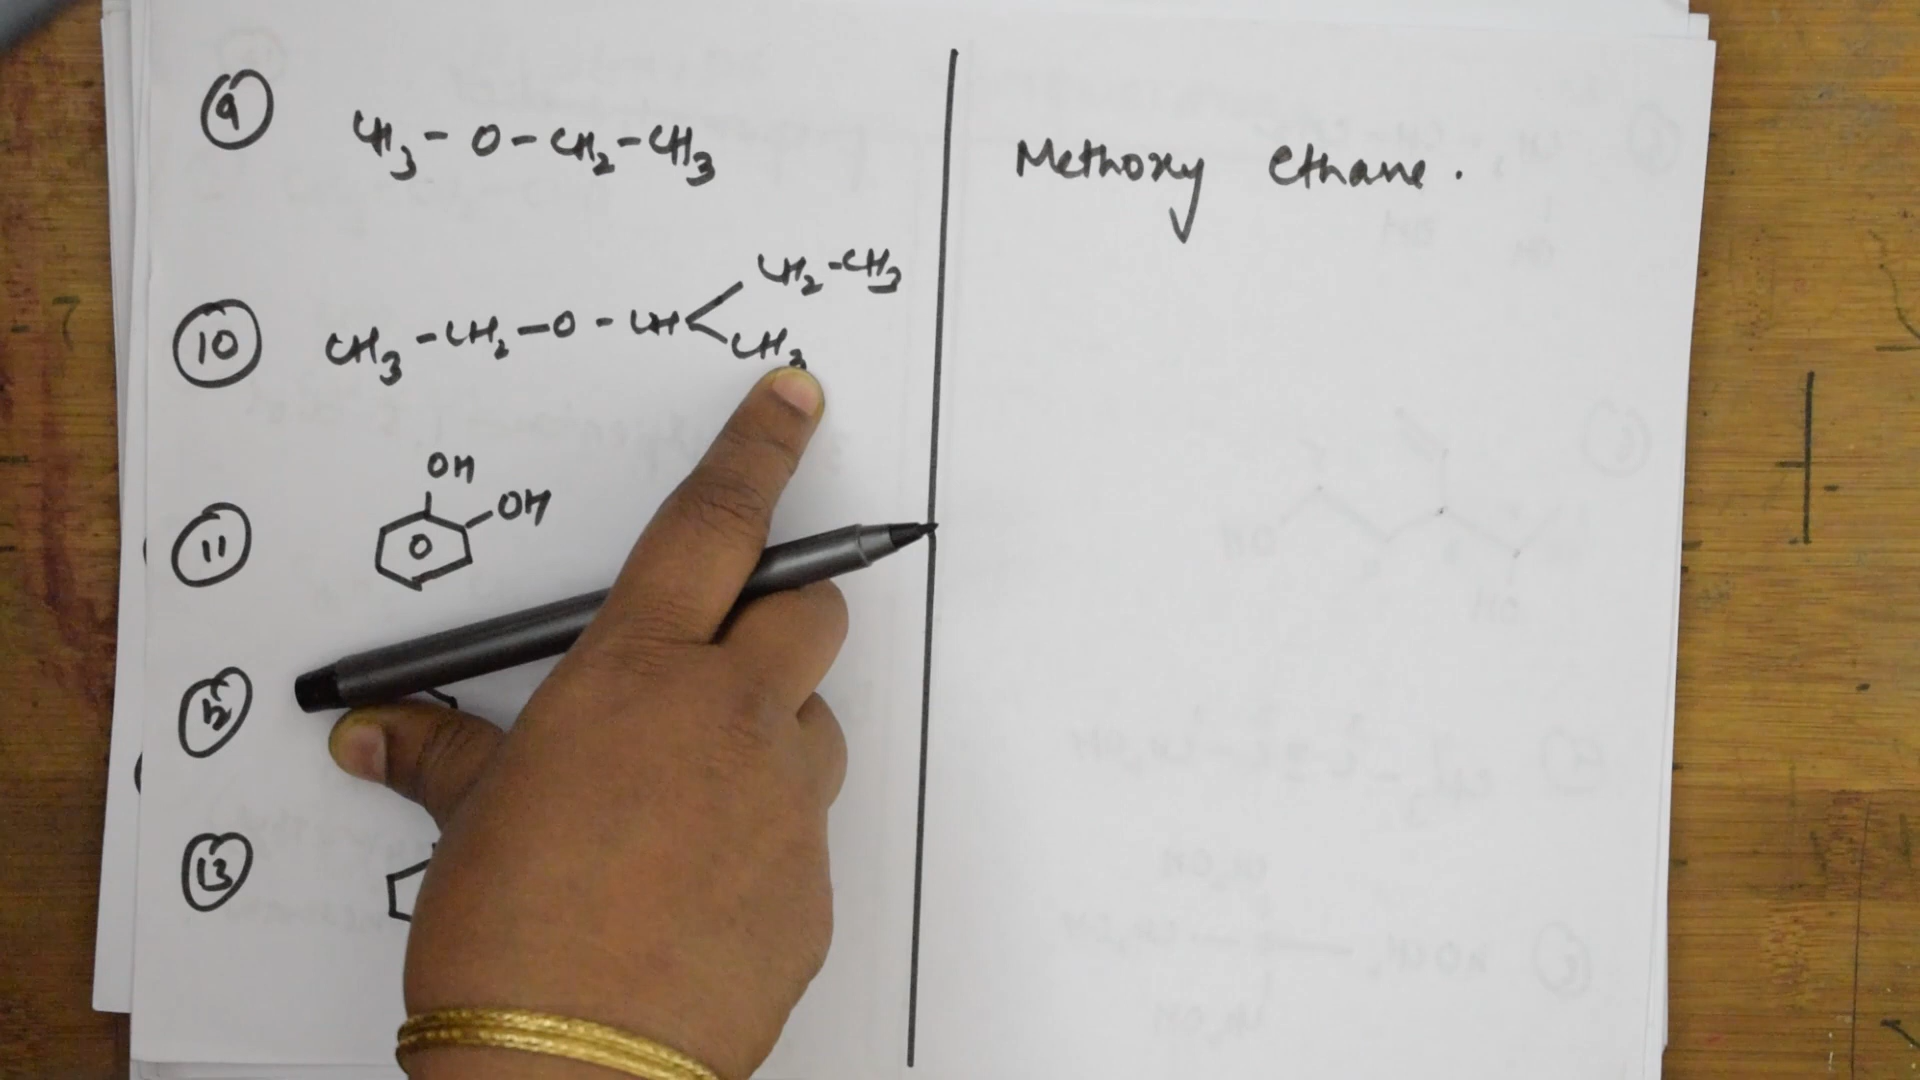 9 CH3 - O - CH2 - CH3
Methoxy ethane.
10 CH3 - CH2 - O - CH
CH2 - CH3
CH3
11
OH
OH
12
13